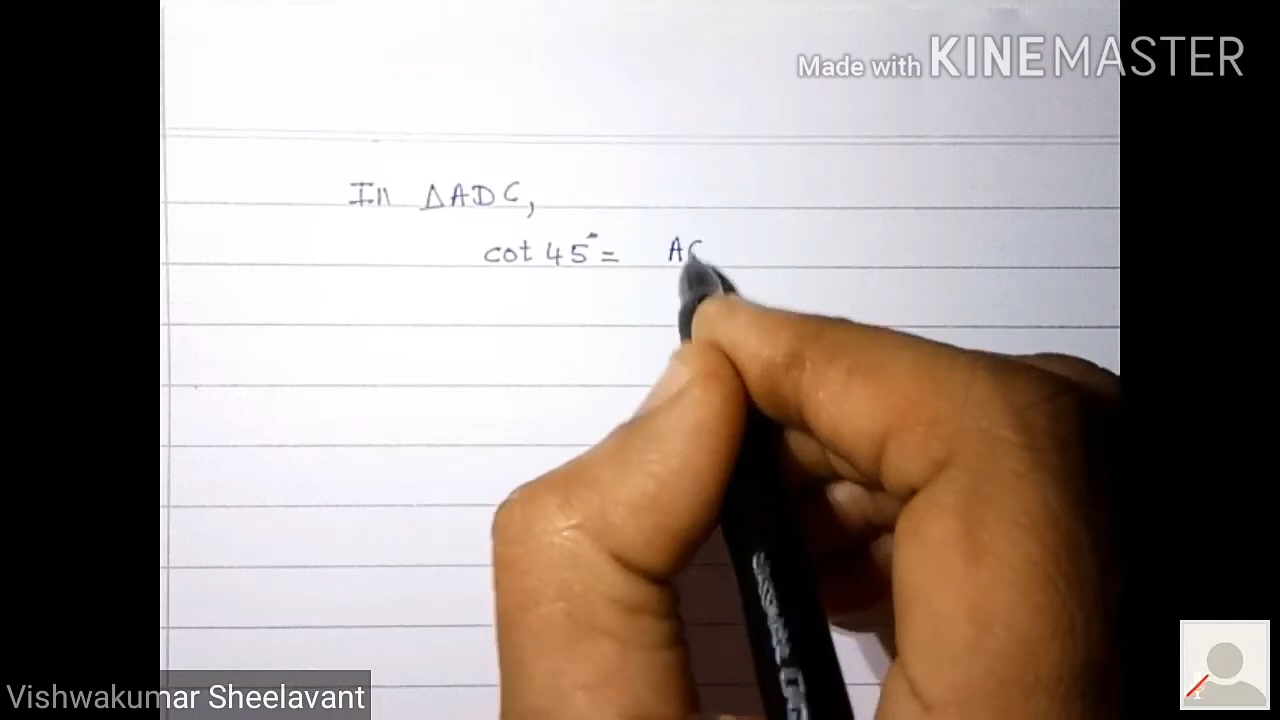 Made with KINEMASTER
In ΔADC,
cot 45° = AC
Vishwakumar Sheelavant